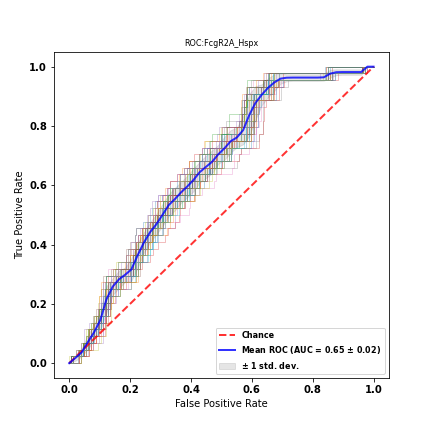 ROC:FcgR2A_Hspx
True Positive Rate
1.0
0.8
0.6
0.4
0.2
0.0
Chance
Mean ROC (AUC = 0.65 ± 0.02)
± 1 std. dev.
0.0 0.2 0.4 0.6 0.8 1.0
False Positive Rate